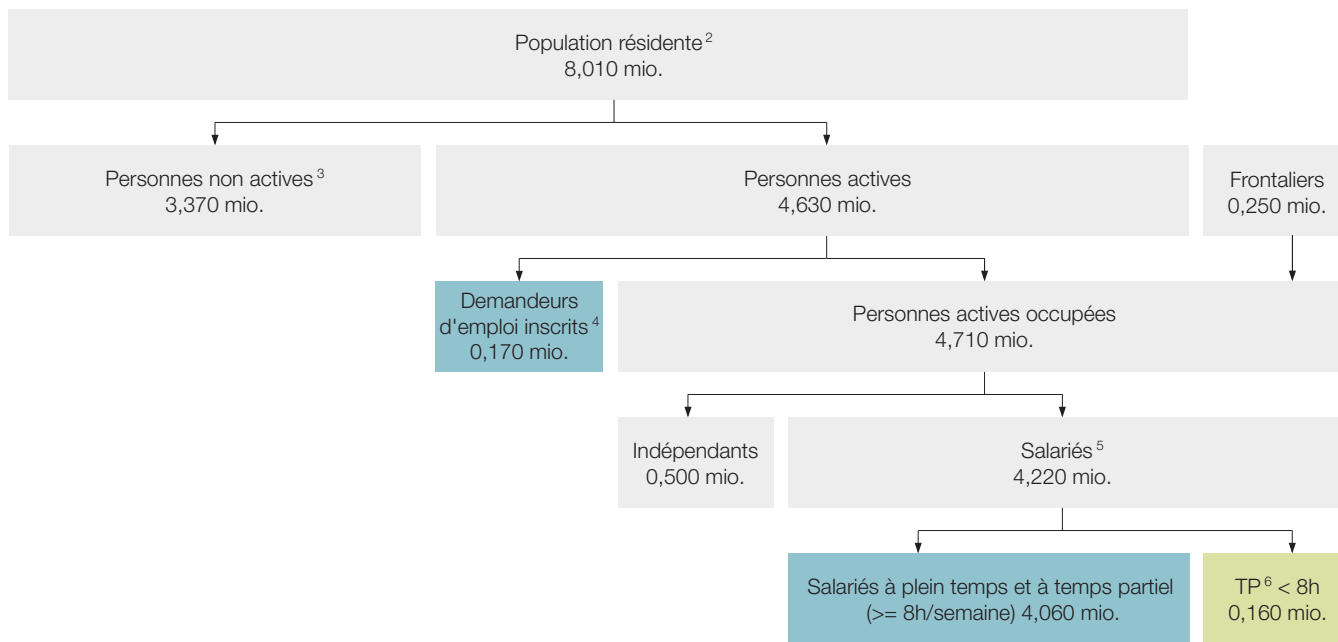 Population résidente 2
8,010 mio.
Personnes non actives 3
3,370 mio.
Personnes actives
4,630 mio.
Frontaliers
0,250 mio.
Demandeurs
d'emploi inscrits 4
0,170 mio.
Personnes actives occupées
4,710 mio.
Indépendants
0,500 mio.
Salariés 5
4,220 mio.
Salariés à plein temps et à temps partiel
(>= 8h/semaine) 4,060 mio.
TP 6 < 8h
0,160 mio.